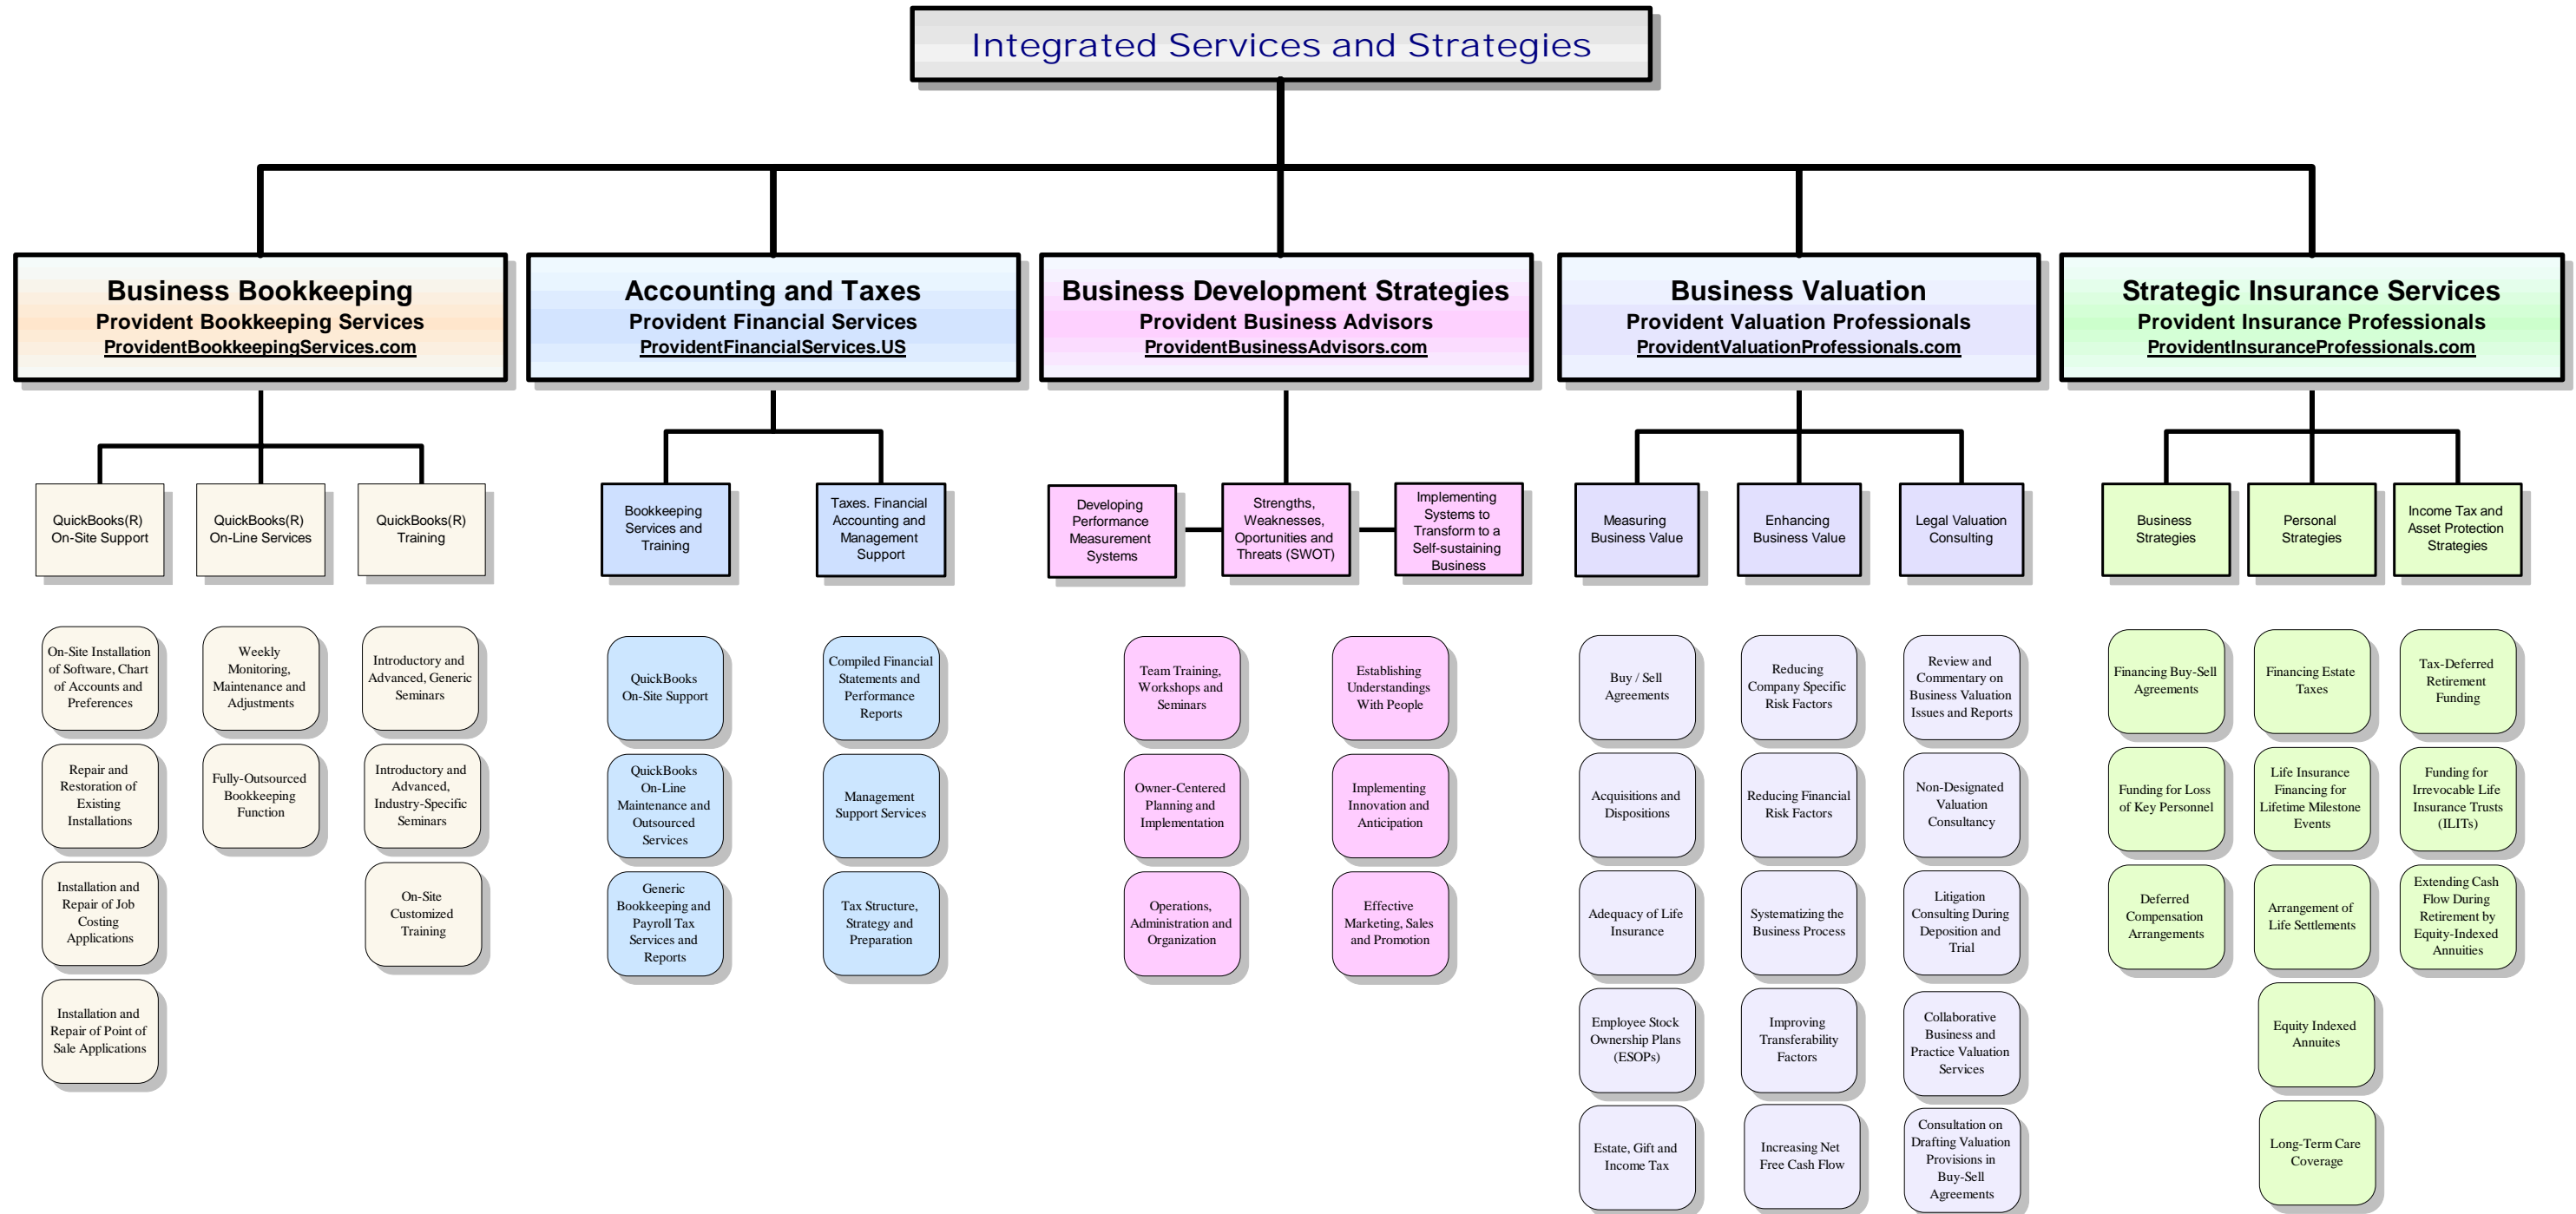 Integrated Services and Strategies
Business Bookkeeping
Provident Bookkeeping Services
ProvidentBookkeepingServices.com
Accounting and Taxes
Provident Financial Services
ProvidentFinancialServices.US
Business Development Strategies
Provident Business Advisors
ProvidentBusinessAdvisors.com
Business Valuation
Provident Valuation Professionals
ProvidentValuationProfessionals.com
Strategic Insurance Services
Provident Insurance Professionals
ProvidentInsuranceProfessionals.com
QuickBooks(R)
On-Site Support
QuickBooks(R)
On-Line Services
QuickBooks(R)
Training
Bookkeeping
Services and
Training
Taxes. Financial
Accounting and
Management
Support
Developing
Performance
Measurement
Systems
Strengths,
Weaknesses,
Oportunities and
Threats (SWOT)
Implementing
Systems to
Transform to a
Self-sustaining
Business
Measuring
Business Value
Enhancing
Business Value
Legal Valuation
Consulting
Business
Strategies
Personal
Strategies
Income Tax and
Asset Protection
Strategies
On-Site Installation
of Software, Chart
of Accounts and
Preferences
Repair and
Restoration of
Existing
Installations
Installation and
Repair of Job
Costing
Applications
Installation and
Repair of Point of
Sale Applications
Weekly
Monitoring,
Maintenance and
Adjustments
Fully-Outsourced
Bookkeeping
Function
Introductory and
Advanced, Generic
Seminars
Introductory and
Advanced,
Industry-Specific
Seminars
On-Site
Customized
Training
QuickBooks
On-Site Support
QuickBooks
On-Line
Maintenance and
Outsourced
Services
Generic
Bookkeeping and
Payroll Tax
Services and
Reports
Compiled Financial
Statements and
Performance
Reports
Management
Support Services
Tax Structure,
Strategy and
Preparation
Team Training,
Workshops and
Seminars
Owner-Centered
Planning and
Implementation
Operations,
Administration and
Organization
Establishing
Understandings
With People
Implementing
Innovation and
Anticipation
Effective
Marketing, Sales
and Promotion
Buy / Sell
Agreements
Acquisitions and
Dispositions
Adequacy of Life
Insurance
Employee Stock
Ownership Plans
(ESOPs)
Estate, Gift and
Income Tax
Reducing
Company Specific
Risk Factors
Reducing Financial
Risk Factors
Systematizing the
Business Process
Improving
Transferability
Factors
Increasing Net
Free Cash Flow
Review and
Commentary on
Business Valuation
Issues and Reports
Non-Designated
Valuation
Consultancy
Litigation
Consulting During
Deposition and
Trial
Collaborative
Business and
Practice Valuation
Services
Consultation on
Drafting Valuation
Provisions in
Buy-Sell
Agreements
Financing Buy-Sell
Agreements
Funding for Loss
of Key Personnel
Deferred
Compensation
Arrangements
Financing Estate
Taxes
Life Insurance
Financing for
Lifetime Milestone
Events
Arrangement of
Life Settlements
Equity Indexed
Annuites
Long-Term Care
Coverage
Tax-Deferred
Retirement
Funding
Funding for
Irrevocable Life
Insurance Trusts
(ILITs)
Extending Cash
Flow During
Retirement by
Equity-Indexed
Annuities